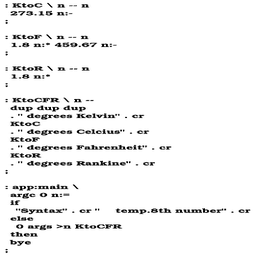 : KtoC \ n -- n
273.15 n:-
;
: KtoF \ n -- n
1.8 n:* 459.67 n:-
;
: KtoR \ n -- n
1.8 n:*
;
: KtoCFR \ n --
dup dup dup
. " degrees Kelvin" . cr
KtoC
. " degrees Celcius" . cr
KtoF
. " degrees Fahrenheit" . cr
KtoR
. " degrees Rankine" . cr
;
: app:main \
argc 0 n:=
if
"Syntax" . cr " temp.8th number" . cr
else
0 args >n KtoCFR
then
bye
;